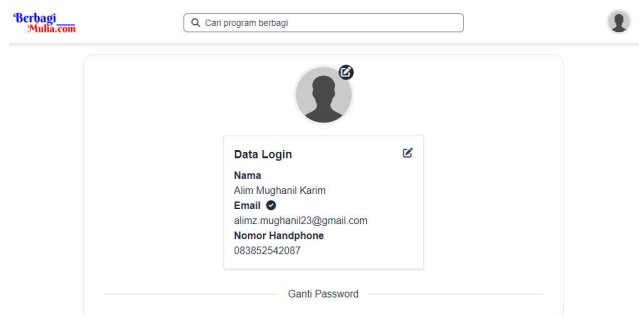 Berbagi
Mulia.com
Cari program berbagi
Data Login
Nama
Alim Mughanil Karim
Email
alimz.mughanil23@gmail.com
Nomor Handphone
083852542087
Ganti Password